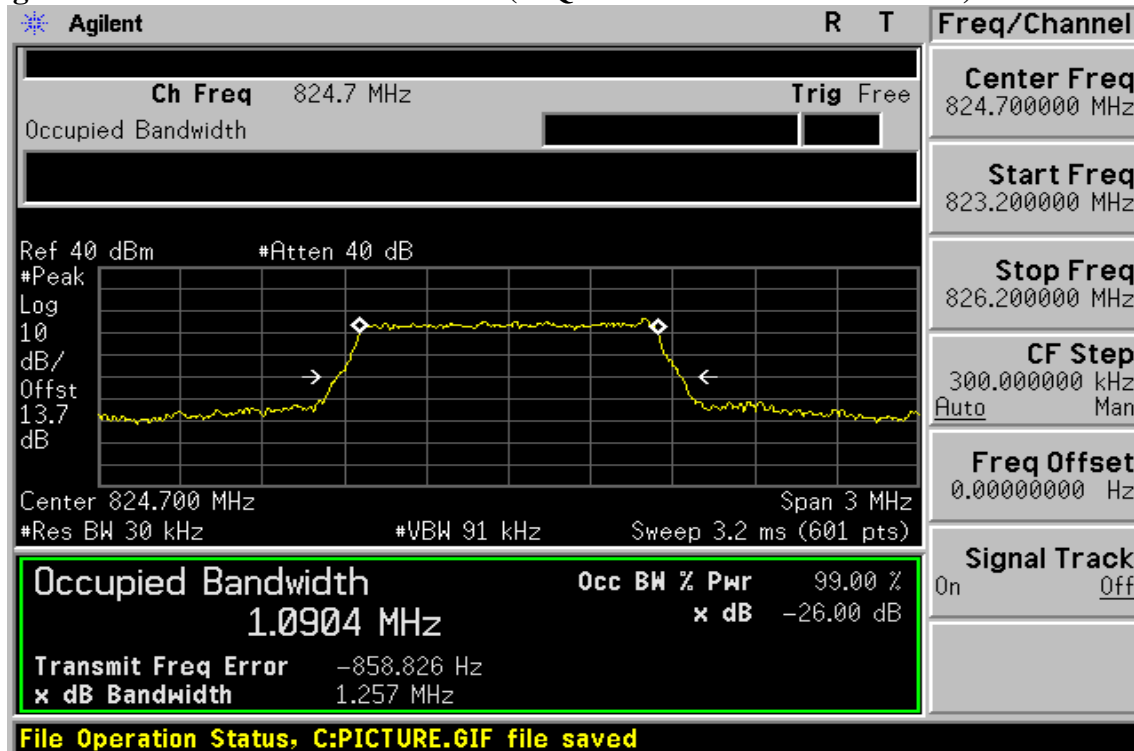 Agilent R T
Freq/Channel
Ch Freq 824.7 MHz Trig Free
Occupied Bandwidth
Center Freq
824.700000 MHz
Start Freq
823.200000 MHz
Stop Freq
826.200000 MHz
CF Step
300.000000 kHz
Auto Man
Freq Offset
0.00000000 Hz
Signal Track
On Off
Ref 40 dBm #Atten 40 dB
#Peak
Log
10
dB/
Offst
13.7
dB
Center 824.700 MHz Span 3 MHz
#Res BW 30 kHz #VBW 91 kHz Sweep 3.2 ms (601 pts)
Occupied Bandwidth Occ BW % Pwr 99.00 %
1.0904 MHz x dB -26.00 dB
Transmit Freq Error -858.826 Hz
x dB Bandwidth 1.257 MHz
File Operation Status, C:PICTURE.GIF file saved